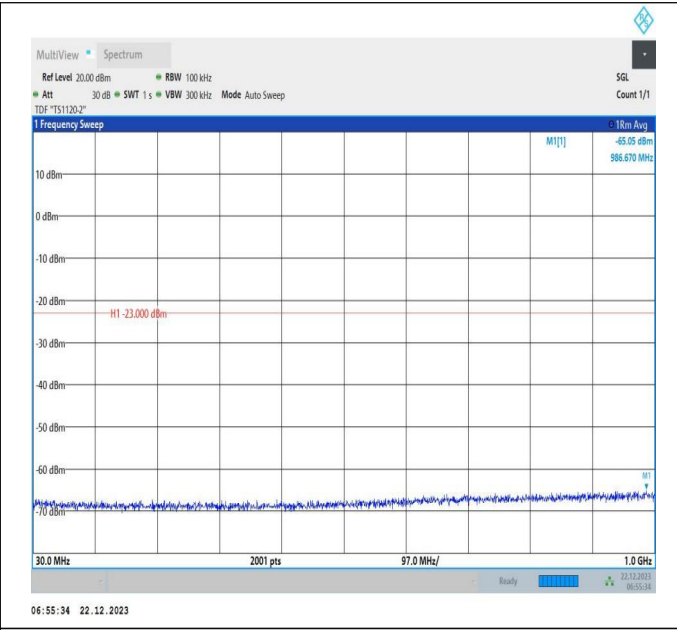 R S
MultiView Spectrum
Ref Level 20.00 dBm RBW 100 kHz SGL
Att 30 dB SWT 1 s VBW 300 kHz Mode Auto Sweep Count 1/1
TDF "TS1120-2"
1 Frequency Sweep 1Rm Avg
M1[1] -65.05 dBm
986.670 MHz
10 dBm
0 dBm
-10 dBm
-20 dBm
H1 -23.000 dBm
-30 dBm
-40 dBm
-50 dBm
-60 dBm
M1
-70 dBm
30.0 MHz 2001 pts 97.0 MHz/ 1.0 GHz
Ready 22.12.2023
06:55:34
06:55:34 22.12.2023